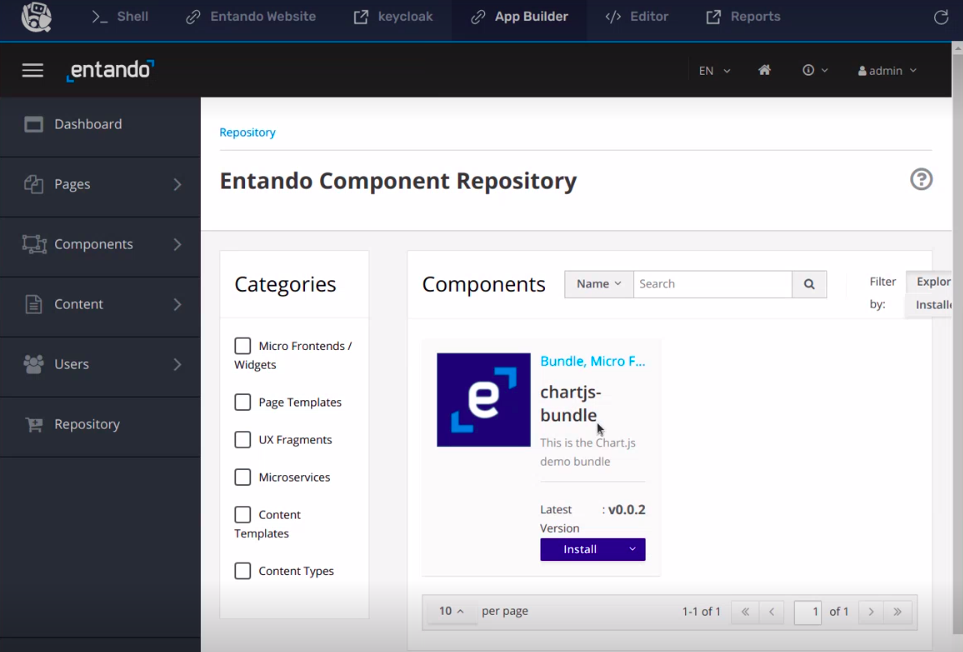 Shell Entando Website keycloak App Builder Editor Reports
entando EN admin
Dashboard
Pages
Components
Content
Users
Repository
Repository
Entando Component Repository
Categories
Micro Frontends /
Widgets
Page Templates
UX Fragments
Microservices
Content
Templates
Content Types
Components Name Search
Filter
by:
Explor
Installe
Bundle, Micro F...
chartjs-
bundle
This is the Chart.js
demo bundle
Latest : v0.0.2
Version
Install
10 per page 1-1 of 1 « < 1 of 1 > »